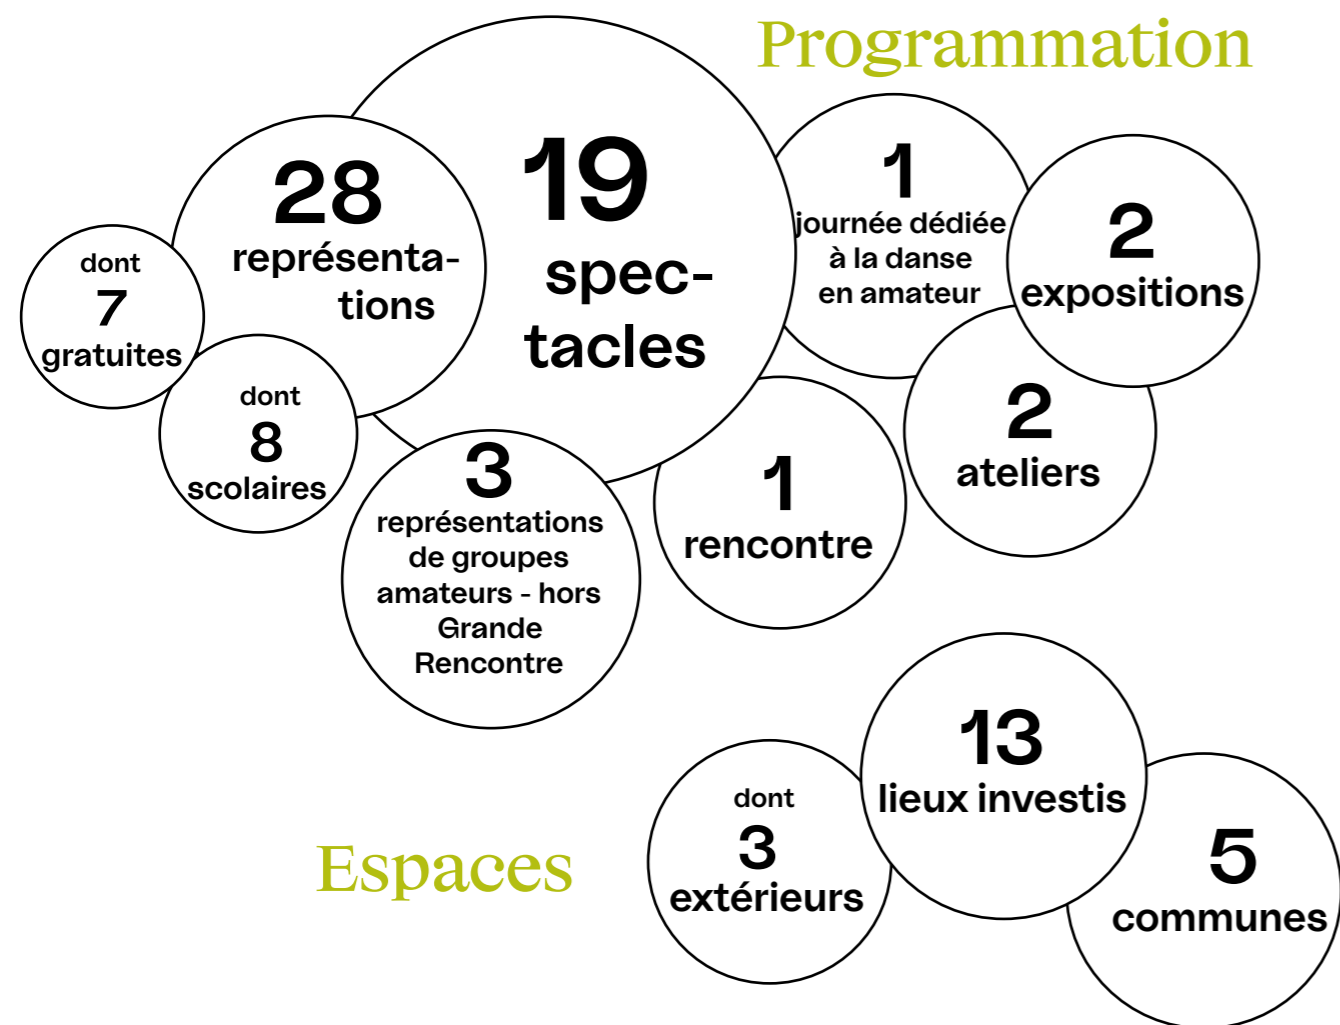 Programmation
19
spec-
tacles
28
représenta-
tions
dont
7
gratuites
dont
8
scolaires
3
représentations
de groupes
amateurs - hors
Grande
Rencontre
1
journée dédiée
à la danse
en amateur
2
expositions
2
ateliers
1
rencontre
Espaces
13
lieux investis
dont
3
extérieurs
5
communes